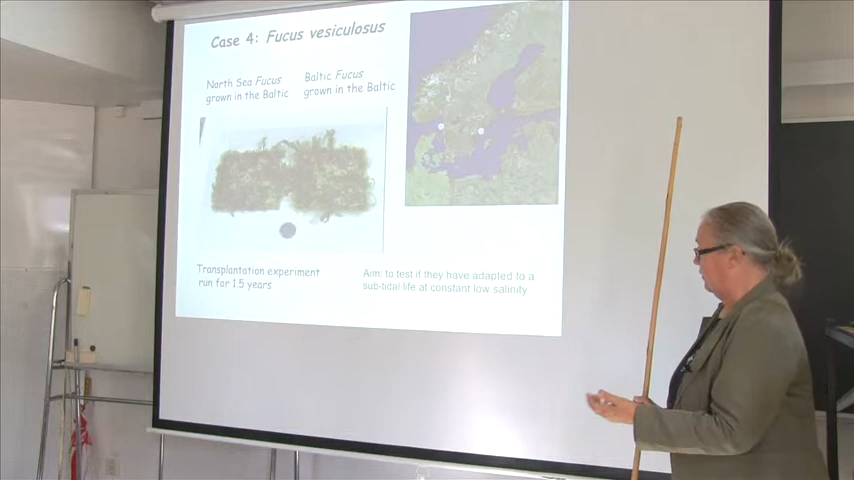 Case 4: Fucus vesiculosus
North Sea Fucus
grown in the Baltic
Baltic Fucus
grown in the Baltic
Transplantation experiment
run for 1.5 years
Aim: to test if they have adapted to a
sub-tidal life at constant low salinity